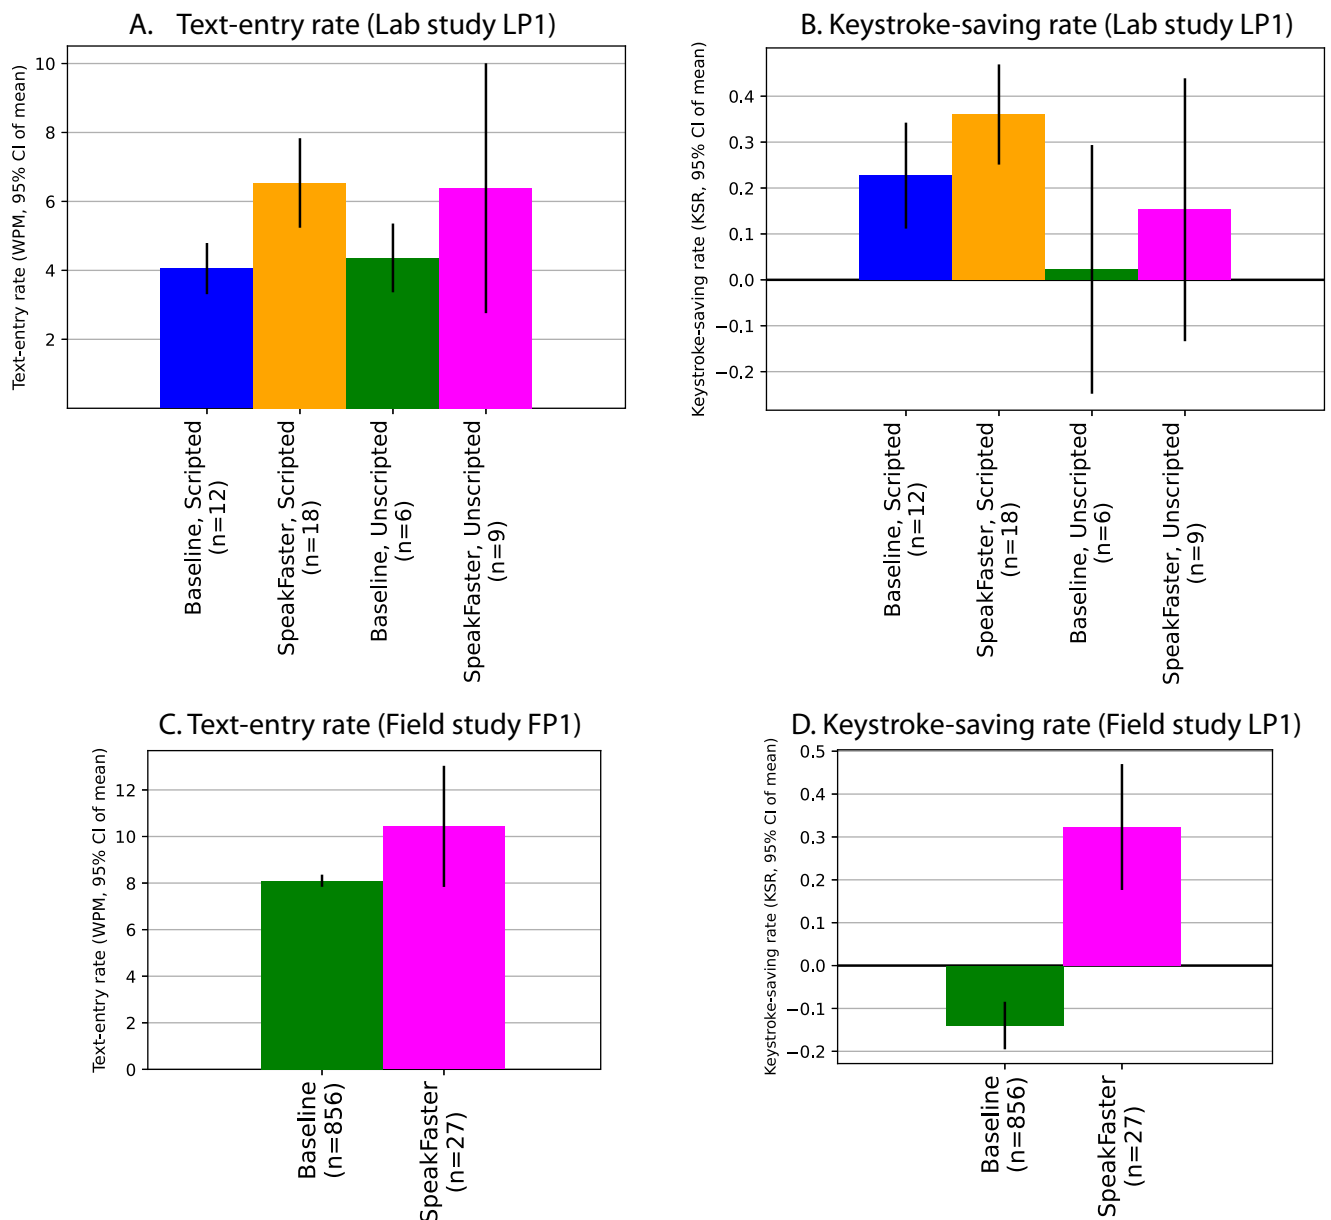 A. Text-entry rate (Lab study LP1)
Text-entry rate (WPM, 95% CI of mean)
10
8
6
4
2
Baseline, Scripted
(n=12)
SpeakFaster, Scripted
(n=18)
Baseline, Unscripted
(n=6)
SpeakFaster, Unscripted
(n=9)
B. Keystroke-saving rate (Lab study LP1)
Keystroke-saving rate (KSR, 95% CI of mean)
0.4
0.3
0.2
0.1
0.0
−0.1
−0.2
Baseline, Scripted
(n=12)
SpeakFaster, Scripted
(n=18)
Baseline, Unscripted
(n=6)
SpeakFaster, Unscripted
(n=9)
C. Text-entry rate (Field study FP1)
Text-entry rate (WPM, 95% CI of mean)
12
10
8
6
4
2
0
Baseline
(n=856)
SpeakFaster
(n=27)
D. Keystroke-saving rate (Field study LP1)
Keystroke-saving rate (KSR, 95% CI of mean)
0.5
0.4
0.3
0.2
0.1
0.0
−0.1
−0.2
Baseline
(n=856)
SpeakFaster
(n=27)